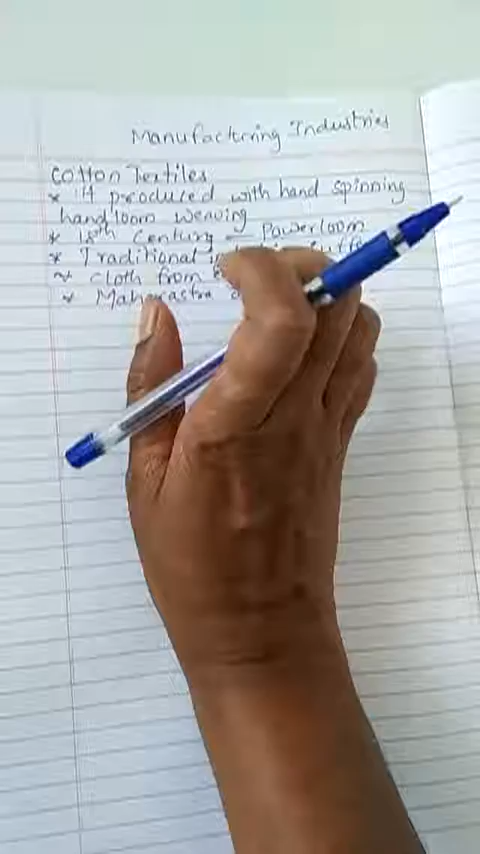 Manufacturing Industries
Cotton Textiles
* It produced with hand spinning
handloom weaving
* 18th Century – Powerloom
* Traditional
* Cloth from
* Maharastra